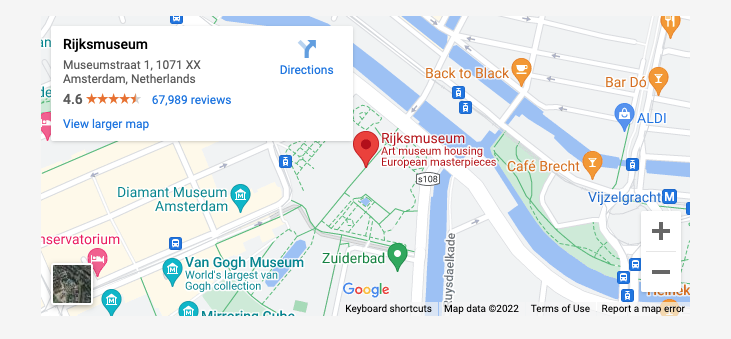 Rijksmuseum
Museumstraat 1, 1071 XX
Amsterdam, Netherlands
Directions
4.6
67,989 reviews
View larger map
Back to Black
Bar Do
ALDI
Rijksmuseum
Art museum housing
European masterpieces
s108
Café Brecht
Diamant Museum
Amsterdam
Vijzelgracht
M
nservatorium
Van Gogh Museum
World's largest van
Gogh collection
Zuiderbad
uysdaelkade
Google
Mirroring Cube
Keyboard shortcuts
Map data ©2022
Terms of Use
Report a map error